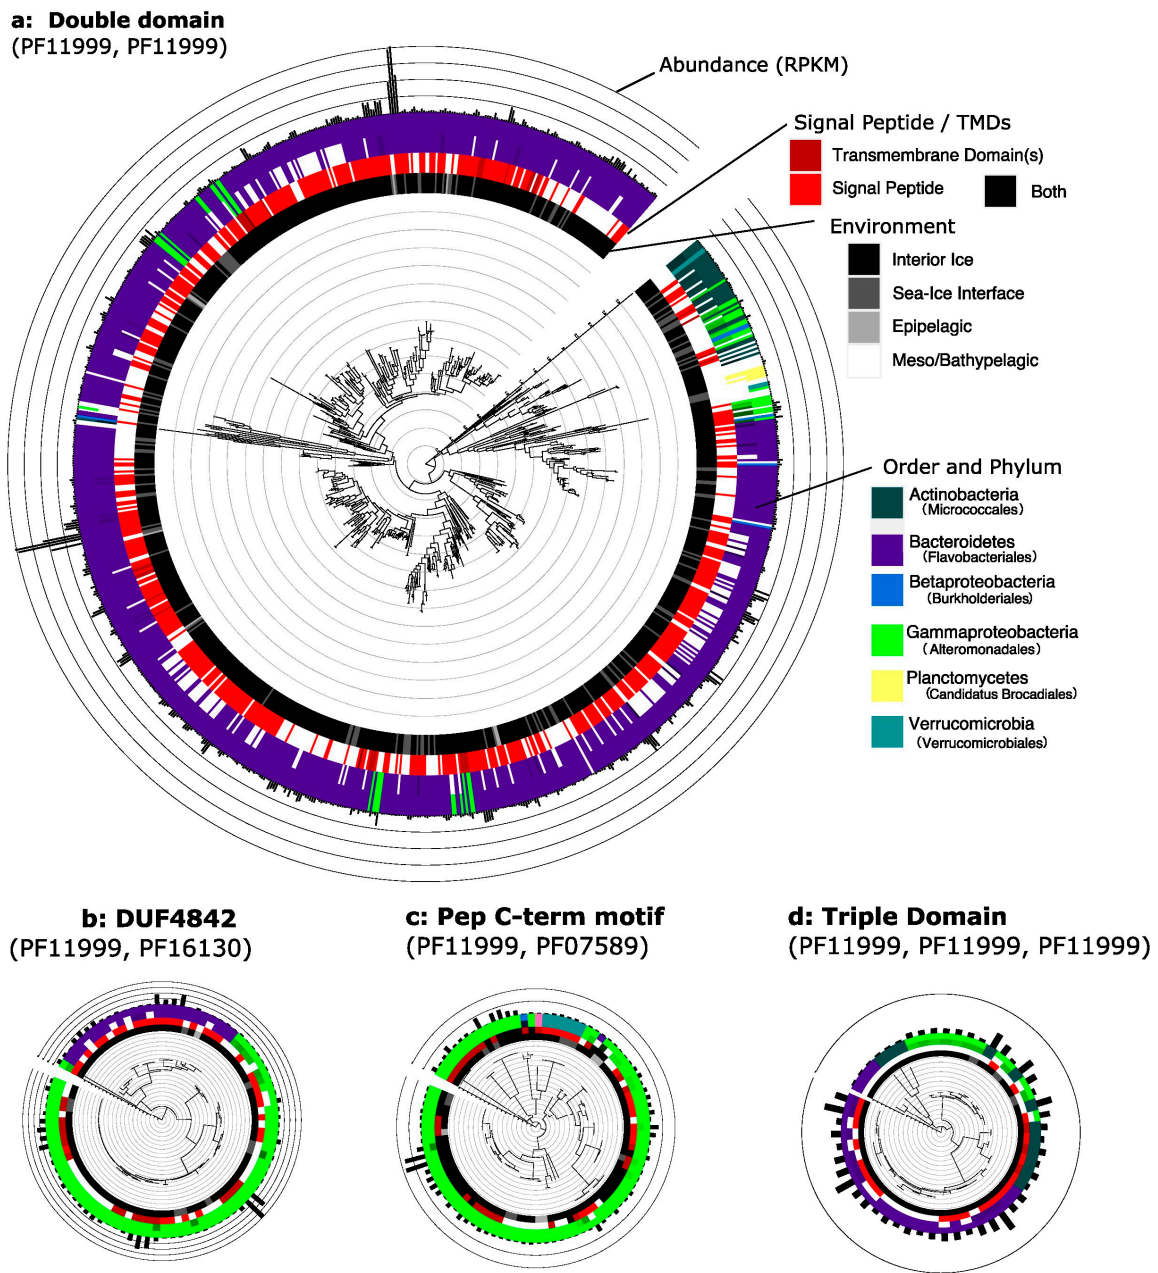 a: Double domain
(PF11999, PF11999)
Abundance (RPKM)
Signal Peptide / TMDs
Transmembrane Domain(s)
Signal Peptide
Both
Environment
Interior Ice
Sea-Ice Interface
Epipelagic
Meso/Bathypelagic
Order and Phylum
Actinobacteria
(Micrococcales)
Bacteroidetes
(Flavobacteriales)
Betaproteobacteria
(Burkholderiales)
Gammaproteobacteria
(Alteromonadales)
Planctomycetes
(Candidatus Brocadiales)
Verrucomicrobia
(Verrucomicrobiales)
b: DUF4842
(PF11999, PF16130)
c: Pep C-term motif
(PF11999, PF07589)
d: Triple Domain
(PF11999, PF11999, PF11999)